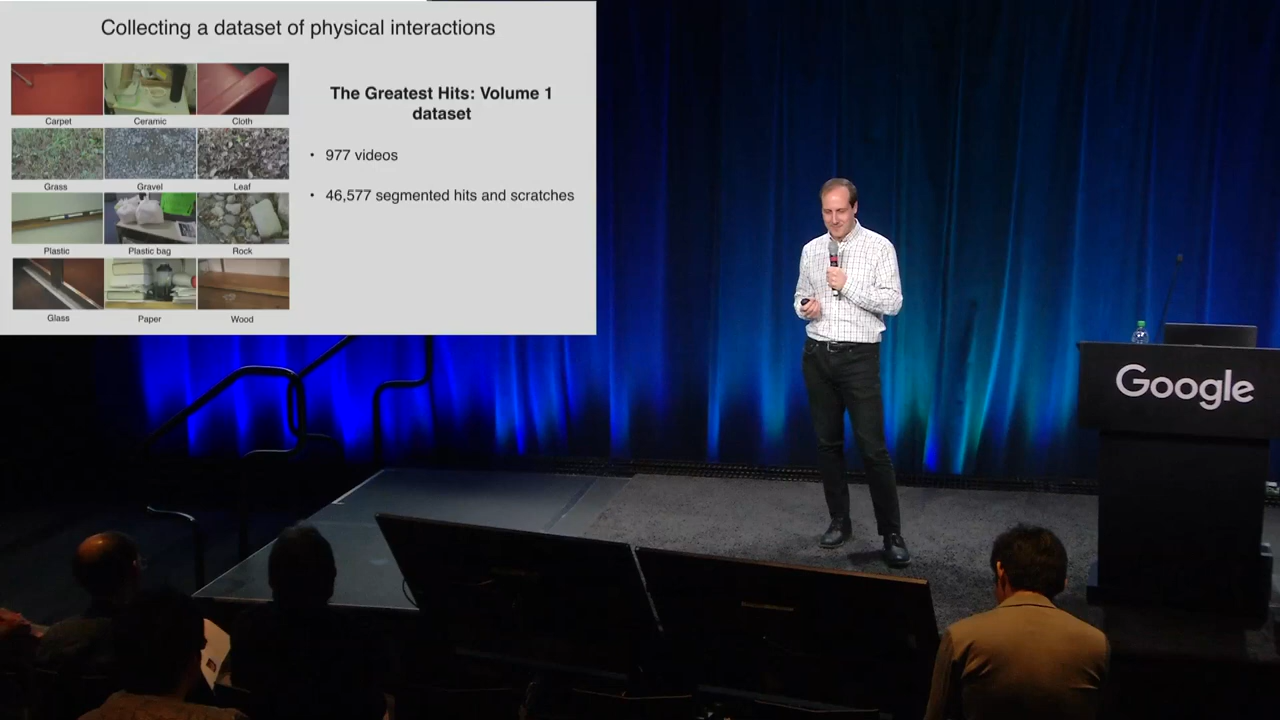 Collecting a dataset of physical interactions
Carpet
Ceramic
Cloth
Grass
Gravel
Leaf
Plastic
Plastic bag
Rock
Glass
Paper
Wood
The Greatest Hits: Volume 1
dataset
• 977 videos
• 46,577 segmented hits and scratches
Google